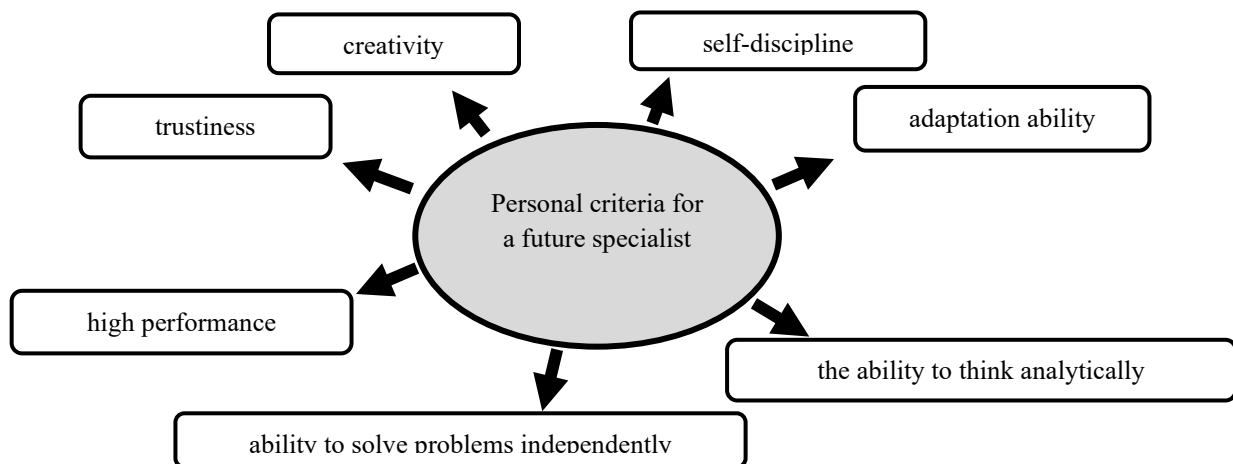 creativity
self-discipline
trustiness
adaptation ability
Personal criteria for
a future specialist
high performance
the ability to think analytically
ability to solve problems independently